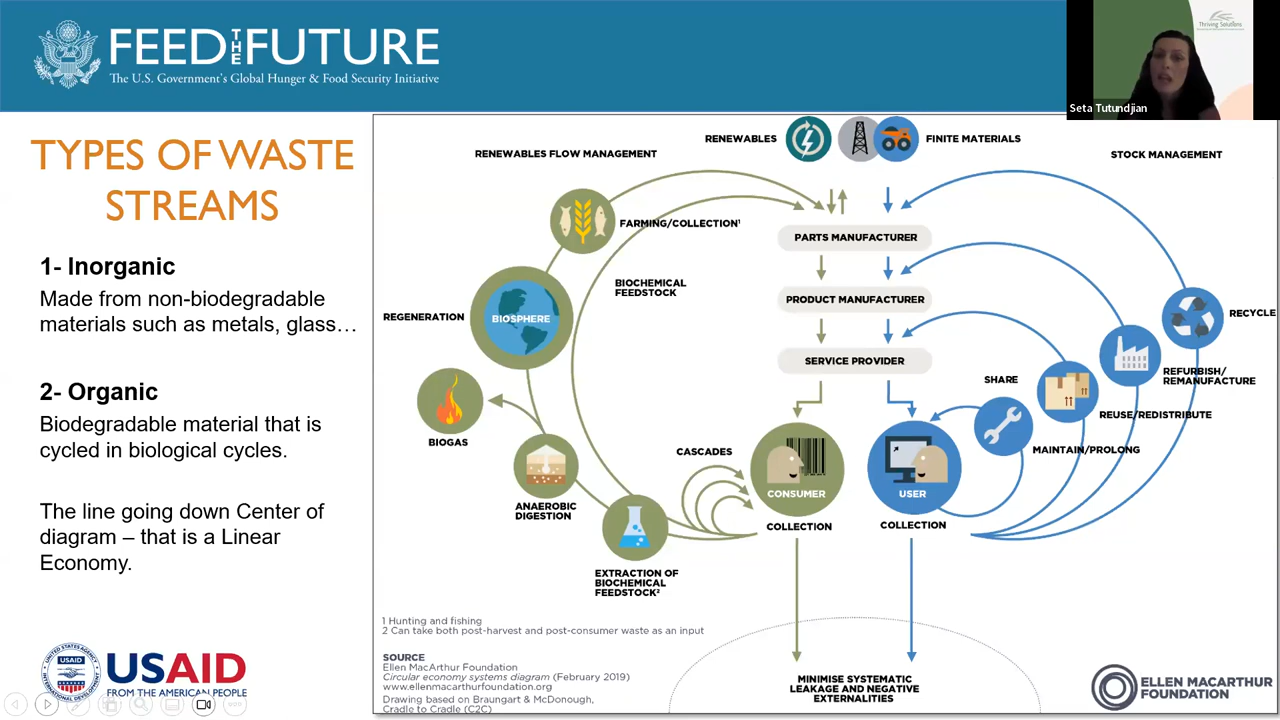 FEED THE FUTURE
The U.S. Government's Global Hunger & Food Security Initiative
Thriving Solutions
Seta Tutundjian
TYPES OF WASTE
STREAMS
1- Inorganic
Made from non-biodegradable
materials such as metals, glass…
2- Organic
Biodegradable material that is
cycled in biological cycles.
The line going down Center of
diagram – that is a Linear
Economy.
USAID
USAID
FROM THE AMERICAN PEOPLE
RENEWABLES
FINITE MATERIALS
RENEWABLES FLOW MANAGEMENT
STOCK MANAGEMENT
FARMING/COLLECTION¹
PARTS MANUFACTURER
BIOCHEMICAL
FEEDSTOCK
PRODUCT MANUFACTURER
REGENERATION
BIOSPHERE
RECYCLE
SERVICE PROVIDER
REFURBISH/
REMANUFACTURE
SHARE
REUSE/REDISTRIBUTE
BIOGAS
CASCADES
MAINTAIN/PROLONG
CONSUMER
USER
ANAEROBIC
DIGESTION
COLLECTION
COLLECTION
EXTRACTION OF
BIOCHEMICAL
FEEDSTOCK²
1 Hunting and fishing
2 Can take both post-harvest and post-consumer waste as an input
SOURCE
Ellen MacArthur Foundation
Circular economy systems diagram (February 2019)
www.ellenmacarthurfoundation.org
Drawing based on Braungart & McDonough,
Cradle to Cradle (C2C)
MINIMISE SYSTEMATIC
LEAKAGE AND NEGATIVE
EXTERNALITIES
ELLEN MACARTHUR
FOUNDATION